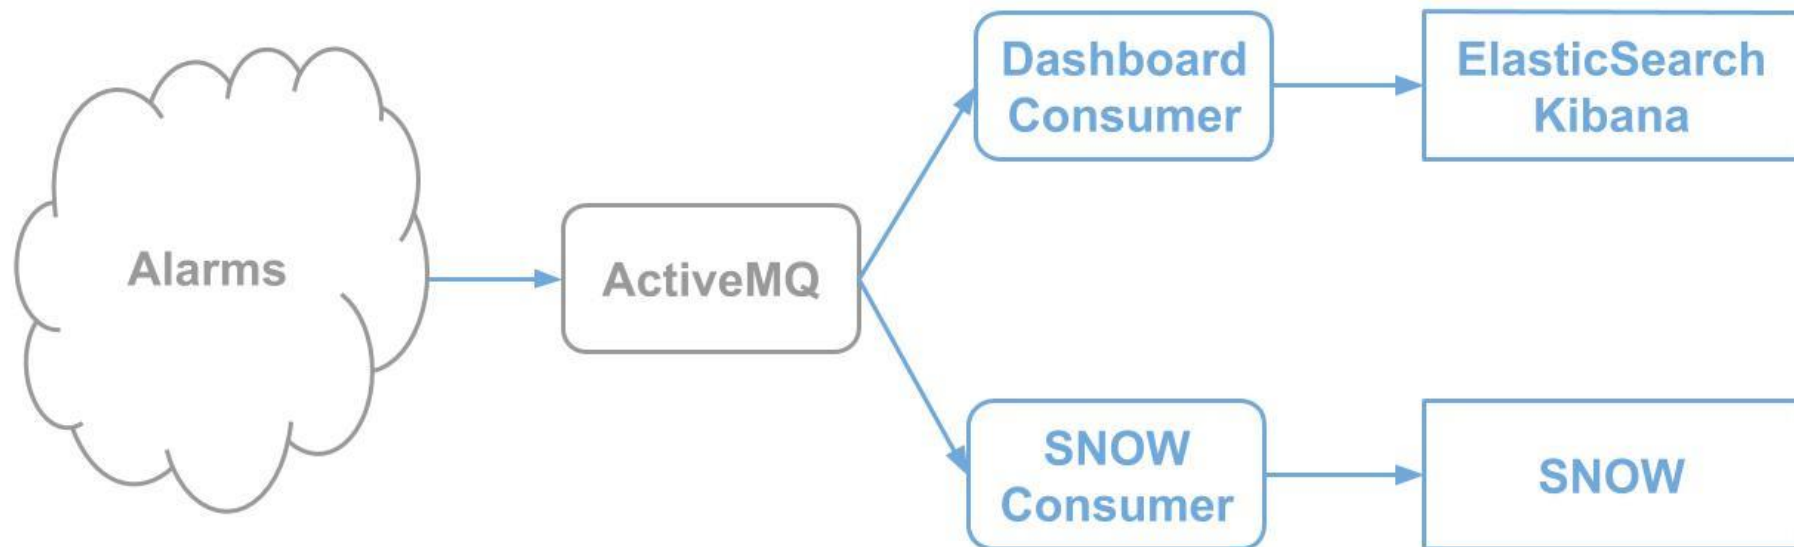 Alarms
ActiveMQ
Dashboard
Consumer
ElasticSearch
Kibana
SNOW
Consumer
SNOW